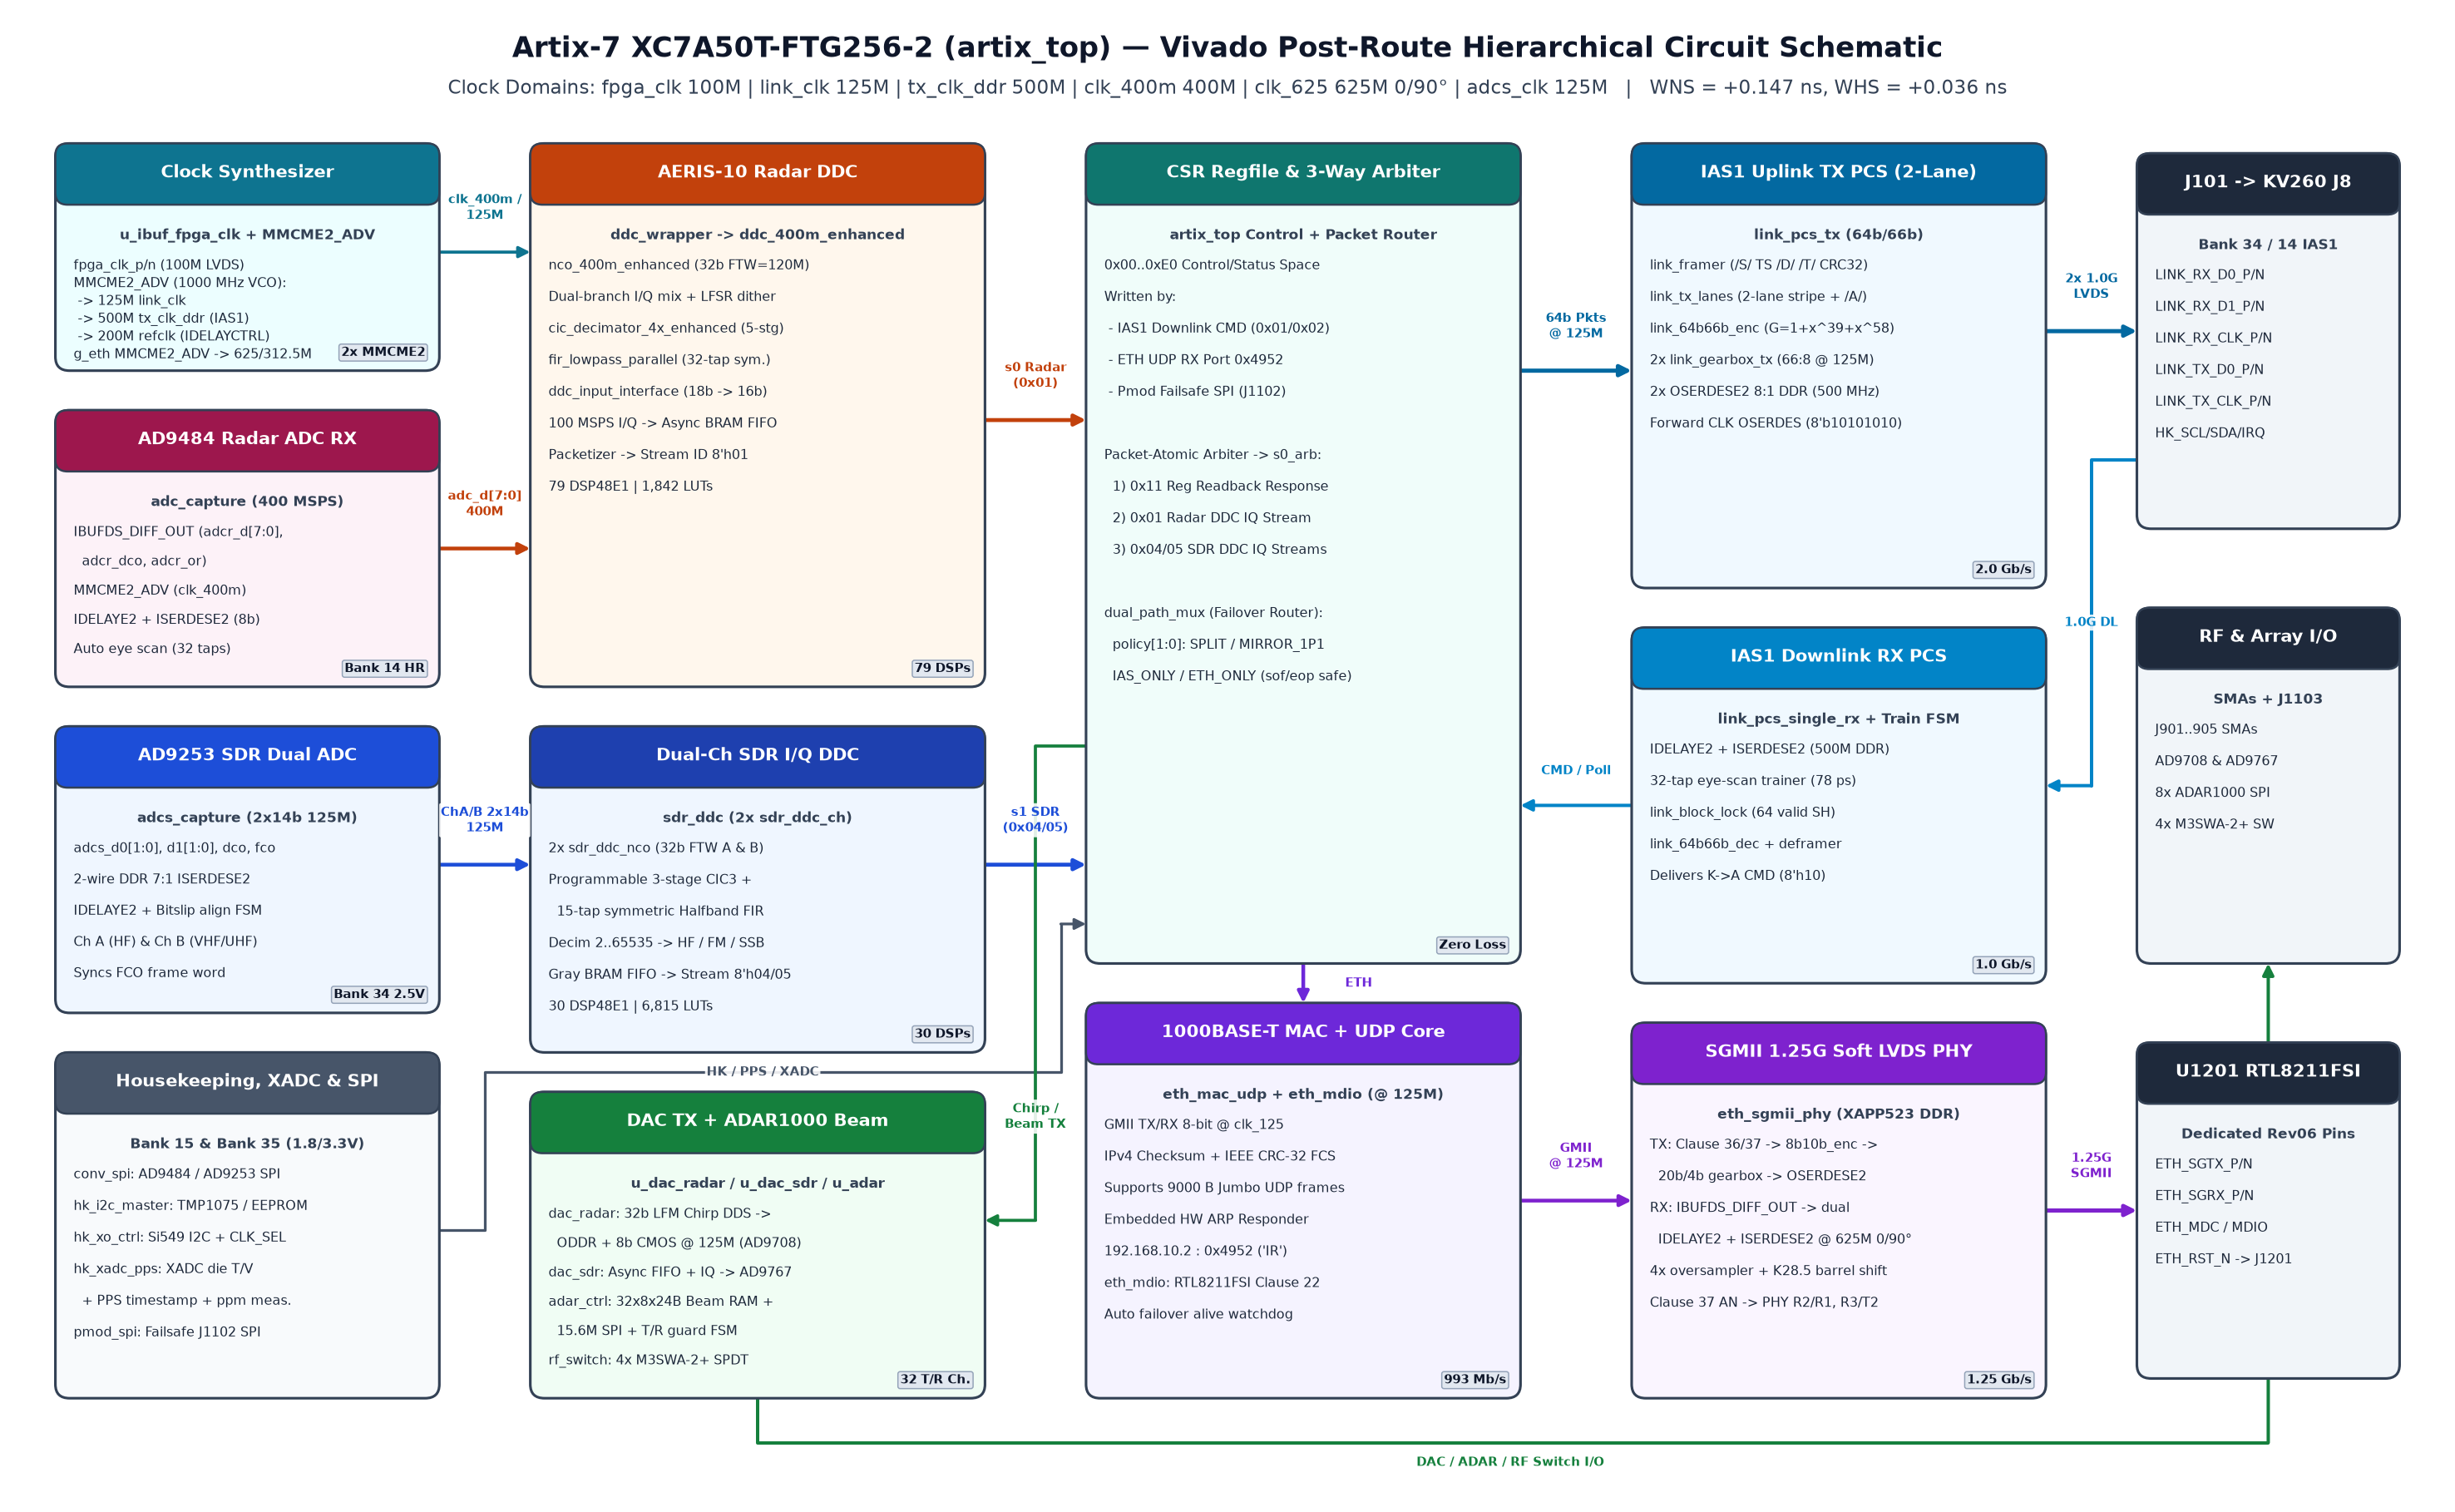 Artix-7 XC7A50T-FTG256-2 (artix_top) — Vivado Post-Route Hierarchical Circuit Schematic
Clock Domains: fpga_clk 100M | link_clk 125M | tx_clk_ddr 500M | clk_400m 400M | clk_625 625M 0/90° | adcs_clk 125M | WNS = +0.147 ns, WHS = +0.036 ns
Clock Synthesizer
u_ibuf_fpga_clk + MMCME2_ADV
fpga_clk_p/n (100M LVDS)
MMCME2_ADV (1000 MHz VCO):
-> 125M link_clk
-> 500M tx_clk_ddr (IAS1)
-> 200M refclk (IDELAYCTRL)
g_eth MMCME2_ADV -> 625/312.5M
2x MMCME2
clk_400m /
125M
AD9484 Radar ADC RX
adc_capture (400 MSPS)
IBUFDS_DIFF_OUT (adcr_d[7:0],
adcr_dco, adcr_or)
MMCME2_ADV (clk_400m)
IDELAYE2 + ISERDESE2 (8b)
Auto eye scan (32 taps)
Bank 14 HR
adc_d[7:0]
400M
AD9253 SDR Dual ADC
adcs_capture (2x14b 125M)
adcs_d0[1:0], d1[1:0], dco, fco
2-wire DDR 7:1 ISERDESE2
IDELAYE2 + Bitslip align FSM
Ch A (HF) & Ch B (VHF/UHF)
Syncs FCO frame word
Bank 34 2.5V
ChA/B 2x14b
125M
Housekeeping, XADC & SPI
Bank 15 & Bank 35 (1.8/3.3V)
conv_spi: AD9484 / AD9253 SPI
hk_i2c_master: TMP1075 / EEPROM
hk_xo_ctrl: Si549 I2C + CLK_SEL
hk_xadc_pps: XADC die T/V
+ PPS timestamp + ppm meas.
pmod_spi: Failsafe J1102 SPI
HK / PPS / XADC
AERIS-10 Radar DDC
ddc_wrapper -> ddc_400m_enhanced
nco_400m_enhanced (32b FTW=120M)
Dual-branch I/Q mix + LFSR dither
cic_decimator_4x_enhanced (5-stg)
fir_lowpass_parallel (32-tap sym.)
ddc_input_interface (18b -> 16b)
100 MSPS I/Q -> Async BRAM FIFO
Packetizer -> Stream ID 8'h01
79 DSP48E1 | 1,842 LUTs
79 DSPs
s0 Radar
(0x01)
Dual-Ch SDR I/Q DDC
sdr_ddc (2x sdr_ddc_ch)
2x sdr_ddc_nco (32b FTW A & B)
Programmable 3-stage CIC3 +
15-tap symmetric Halfband FIR
Decim 2..65535 -> HF / FM / SSB
Gray BRAM FIFO -> Stream 8'h04/05
30 DSP48E1 | 6,815 LUTs
30 DSPs
s1 SDR
(0x04/05)
DAC TX + ADAR1000 Beam
u_dac_radar / u_dac_sdr / u_adar
dac_radar: 32b LFM Chirp DDS ->
ODDR + 8b CMOS @ 125M (AD9708)
dac_sdr: Async FIFO + IQ -> AD9767
adar_ctrl: 32x8x24B Beam RAM +
15.6M SPI + T/R guard FSM
rf_switch: 4x M3SWA-2+ SPDT
32 T/R Ch.
Chirp /
Beam TX
CSR Regfile & 3-Way Arbiter
artix_top Control + Packet Router
0x00..0xE0 Control/Status Space
Written by:
- IAS1 Downlink CMD (0x01/0x02)
- ETH UDP RX Port 0x4952
- Pmod Failsafe SPI (J1102)
Packet-Atomic Arbiter -> s0_arb:
1) 0x11 Reg Readback Response
2) 0x01 Radar DDC IQ Stream
3) 0x04/05 SDR DDC IQ Streams
dual_path_mux (Failover Router):
policy[1:0]: SPLIT / MIRROR_1P1
IAS_ONLY / ETH_ONLY (sof/eop safe)
Zero Loss
64b Pkts
@ 125M
CMD / Poll
ETH
1000BASE-T MAC + UDP Core
eth_mac_udp + eth_mdio (@ 125M)
GMII TX/RX 8-bit @ clk_125
IPv4 Checksum + IEEE CRC-32 FCS
Supports 9000 B Jumbo UDP frames
Embedded HW ARP Responder
192.168.10.2 : 0x4952 ('IR')
eth_mdio: RTL8211FSI Clause 22
Auto failover alive watchdog
993 Mb/s
GMII
@ 125M
IAS1 Uplink TX PCS (2-Lane)
link_pcs_tx (64b/66b)
link_framer (/S/ TS /D/ /T/ CRC32)
link_tx_lanes (2-lane stripe + /A/)
link_64b66b_enc (G=1+x^39+x^58)
2x link_gearbox_tx (66:8 @ 125M)
2x OSERDESE2 8:1 DDR (500 MHz)
Forward CLK OSERDES (8'b10101010)
2.0 Gb/s
2x 1.0G
LVDS
IAS1 Downlink RX PCS
link_pcs_single_rx + Train FSM
IDELAYE2 + ISERDESE2 (500M DDR)
32-tap eye-scan trainer (78 ps)
link_block_lock (64 valid SH)
link_64b66b_dec + deframer
Delivers K->A CMD (8'h10)
1.0 Gb/s
1.0G DL
SGMII 1.25G Soft LVDS PHY
eth_sgmii_phy (XAPP523 DDR)
TX: Clause 36/37 -> 8b10b_enc ->
20b/4b gearbox -> OSERDESE2
RX: IBUFDS_DIFF_OUT -> dual
IDELAYE2 + ISERDESE2 @ 625M 0/90°
4x oversampler + K28.5 barrel shift
Clause 37 AN -> PHY R2/R1, R3/T2
1.25 Gb/s
1.25G
SGMII
J101 -> KV260 J8
Bank 34 / 14 IAS1
LINK_RX_D0_P/N
LINK_RX_D1_P/N
LINK_RX_CLK_P/N
LINK_TX_D0_P/N
LINK_TX_CLK_P/N
HK_SCL/SDA/IRQ
RF & Array I/O
SMAs + J1103
J901..905 SMAs
AD9708 & AD9767
8x ADAR1000 SPI
4x M3SWA-2+ SW
U1201 RTL8211FSI
Dedicated Rev06 Pins
ETH_SGTX_P/N
ETH_SGRX_P/N
ETH_MDC / MDIO
ETH_RST_N -> J1201
DAC / ADAR / RF Switch I/O